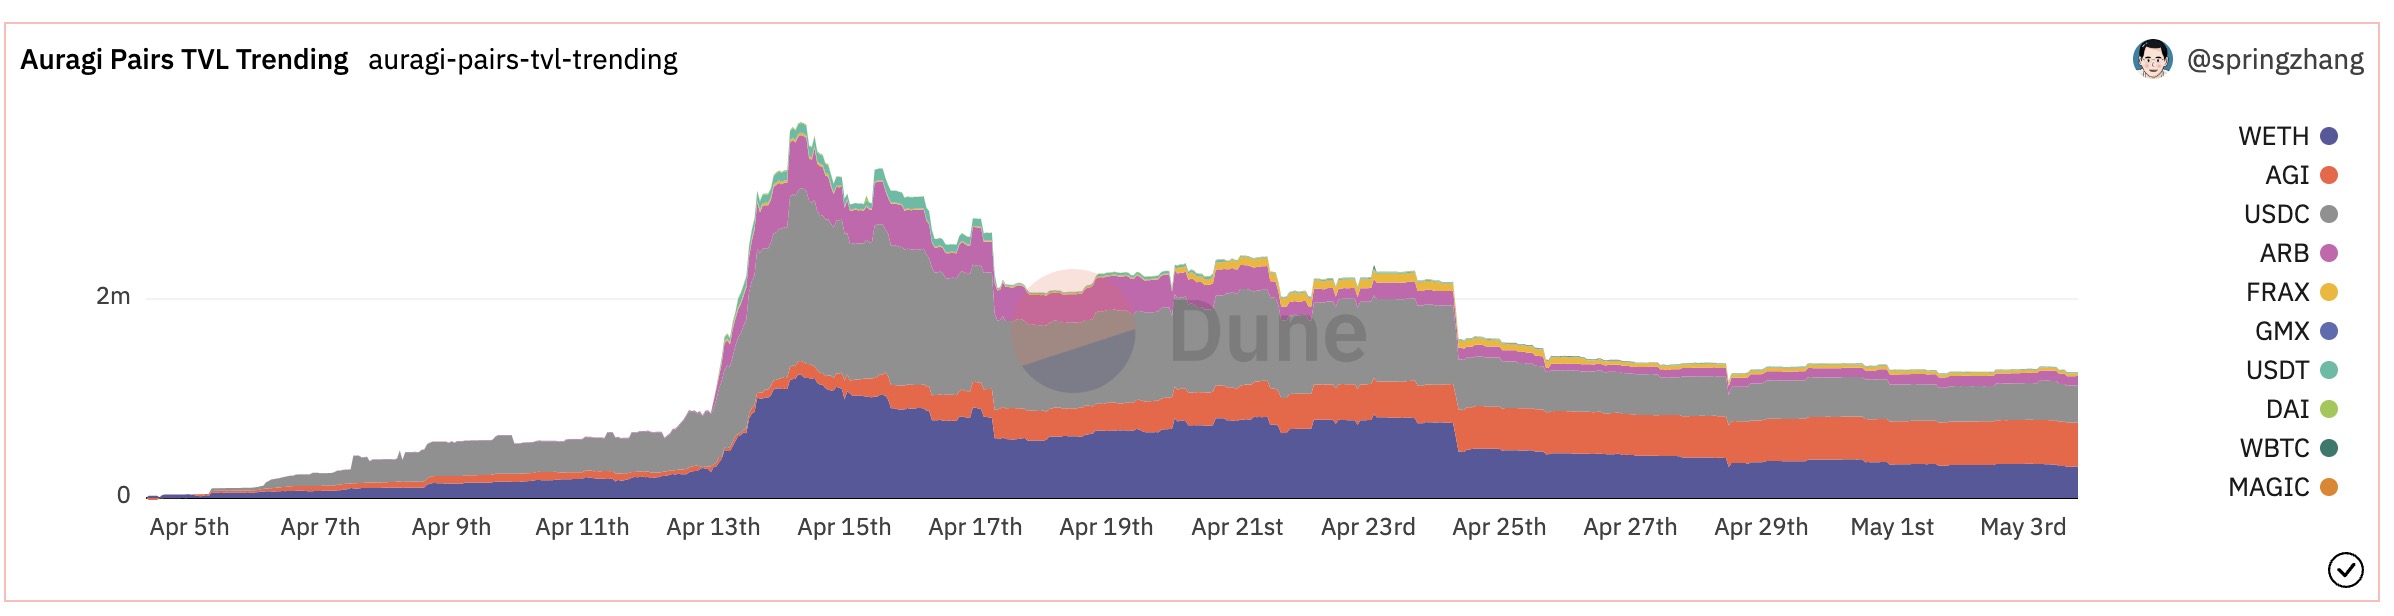 Auragi Pairs TVL Trending auragi-pairs-tvl-trending
@springzhang
WETH
AGI
USDC
ARB
FRAX
GMX
USDT
DAI
WBTC
MAGIC
2m
Dune
0
Apr 5th Apr 7th Apr 9th Apr 11th Apr 13th Apr 15th Apr 17th Apr 19th Apr 21st Apr 23rd Apr 25th Apr 27th Apr 29th May 1st May 3rd